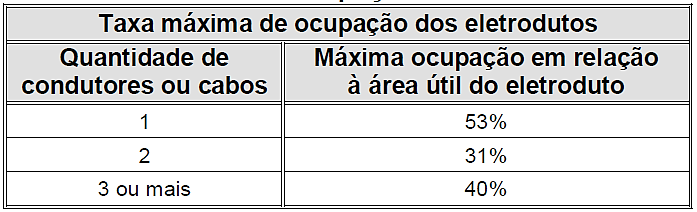 Taxa máxima de ocupação dos eletrodutos
Quantidade de condutores ou cabos
Máxima ocupação em relação à área útil do eletroduto
1 53%
2 31%
3 ou mais 40%